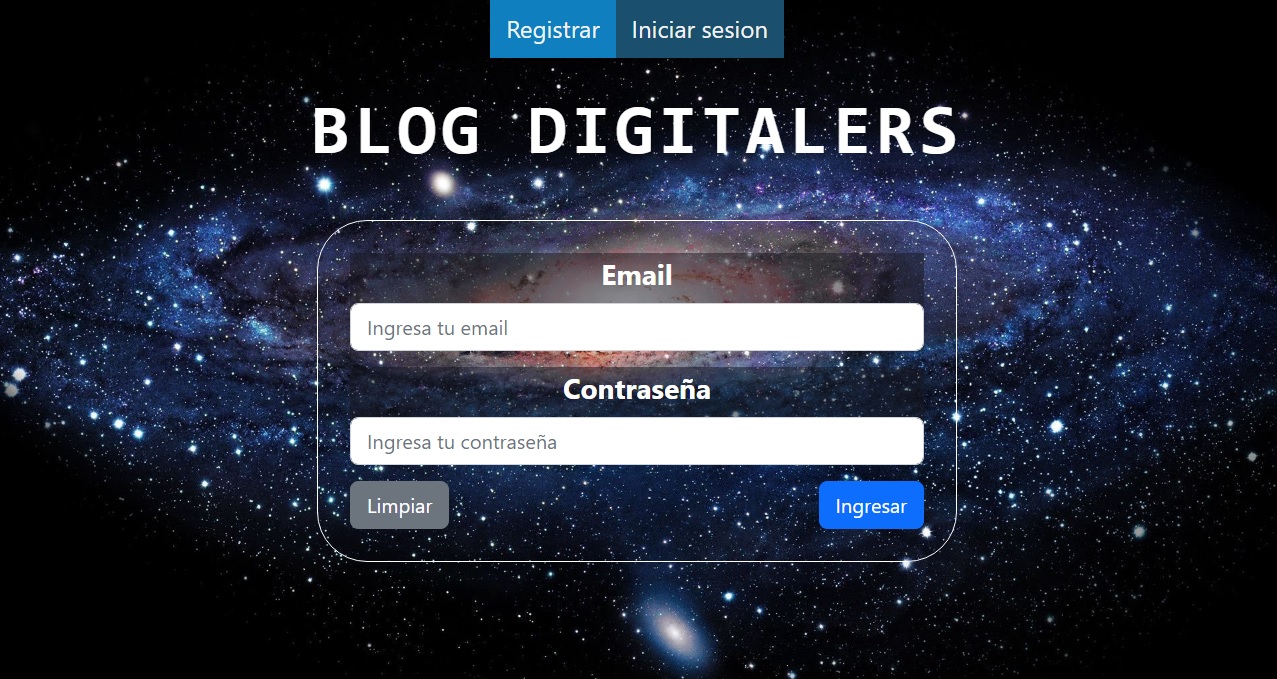 Registrar Iniciar sesion
BLOG DIGITALERS
Email
Ingresa tu email
Contraseña
Ingresa tu contraseña
Limpiar Ingresar